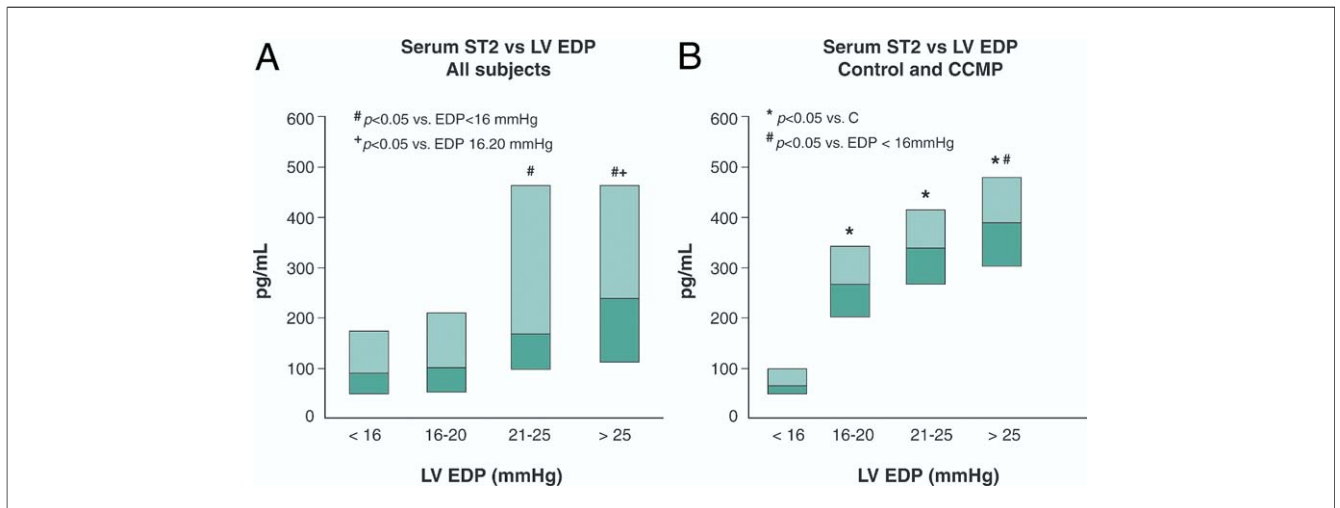 A
Serum ST2 vs LV EDP
All subjects
# p<0.05 vs. EDP<16 mmHg
+p<0.05 vs. EDP 16.20 mmHg
600
500
400
300
200
100
0
pg/mL
#
#+
< 16
16-20
21-25
> 25
LV EDP (mmHg)
B
Serum ST2 vs LV EDP
Control and CCMP
* p<0.05 vs. C
# p<0.05 vs. EDP < 16mmHg
600
500
400
300
200
100
0
pg/mL
*
*
* #
< 16
16-20
21-25
> 25
LV EDP (mmHg)